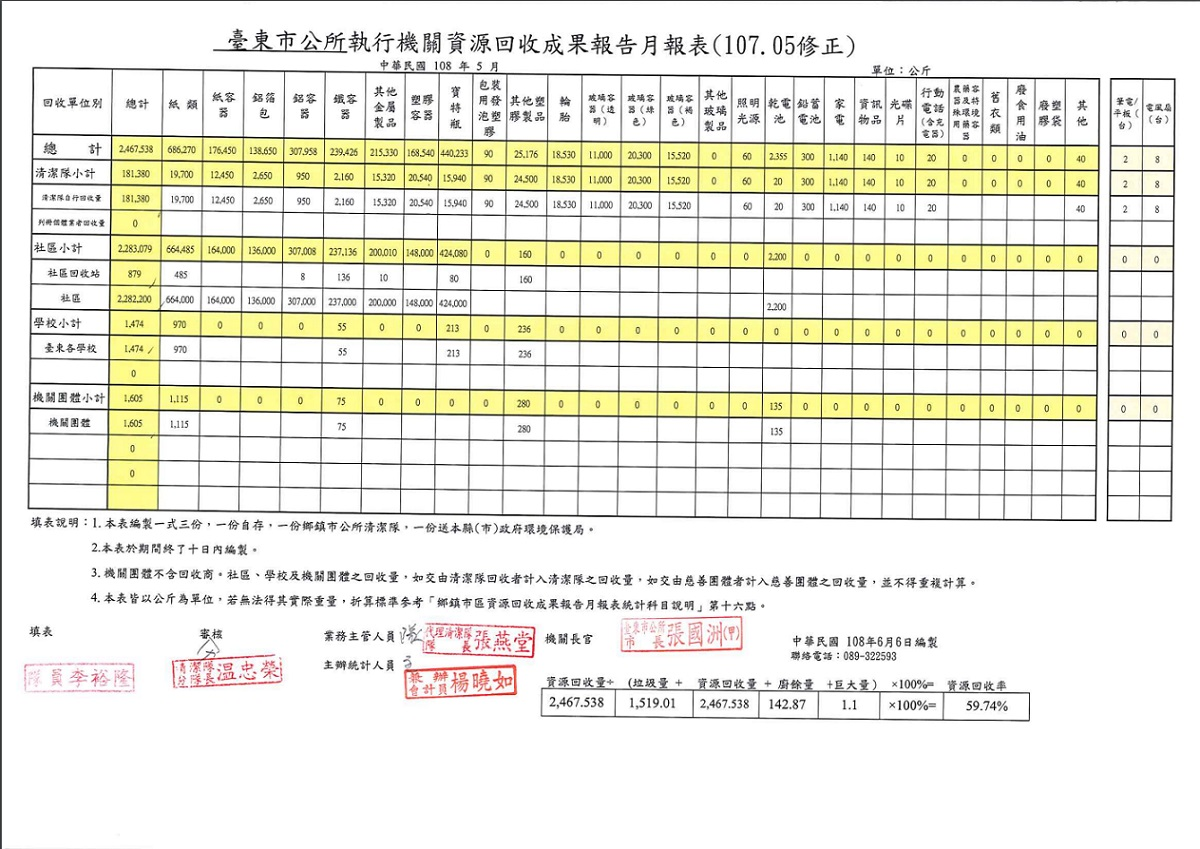 臺東市公所執行機關資源回收成果報告月報表(107.05修正)
中華民國 108 年 5 月
單位：公斤
回收單位別 總計 紙 類 紙容器 鋁箔包 鋁容器 鐵容器 其他金屬製品 塑膠容器 寶特瓶 包裝用發泡塑膠 其他塑膠製品 輪胎 玻璃容器(透明) 玻璃容器(綠色) 玻璃容器(褐色) 其他玻璃製品 照明光源 乾電池 鉛蓄電池 家電 資訊物品 光碟片 行動電話(含充電器) 農藥容器及特殊環境用藥容器 舊衣類 廢食用油 廢塑膠袋 其他 筆電/平板(台) 電風扇(台)
總 計 2,467,538 686,270 176,450 138,650 307,958 239,426 215,330 168,540 440,233 90 25,176 18,530 11,000 20,300 15,520 0 60 2,355 300 1,140 140 10 20 0 0 0 0 40 2 8
清潔隊小計 181,380 19,700 12,450 2,650 950 2,160 15,320 20,540 15,940 90 24,500 18,530 11,000 20,300 15,520 0 60 20 300 1,140 140 10 20 0 0 0 0 40 2 8
清潔隊自行回收量 181,380 19,700 12,450 2,650 950 2,160 15,320 20,540 15,940 90 24,500 18,530 11,000 20,300 15,520 60 20 300 1,140 140 10 20 40 2 8
列冊個體業者回收量 0
社區小計 2,283,079 664,485 164,000 136,000 307,008 237,136 200,010 148,000 424,080 0 160 0 0 0 0 0 0 2,200 0 0 0 0 0 0 0 0 0 0 0 0
社區回收站 879 485 8 136 10 80 160
社區 2,282,200 664,000 164,000 136,000 307,000 237,000 200,000 148,000 424,000 2,200
學校小計 1,474 970 0 0 0 55 0 0 213 0 236 0 0 0 0 0 0 0 0 0 0 0 0 0 0 0 0 0 0 0
臺東各學校 1,474 970 55 213 236
0
機關團體小計 1,605 1,115 0 0 0 75 0 0 0 0 280 0 0 0 0 0 0 135 0 0 0 0 0 0 0 0 0 0 0 0
機關團體 1,605 1,115 75 280 135
0
0
填表說明：1. 本表編製一式三份，一份自存，一份鄉鎮市公所清潔隊，一份送本縣(市)政府環境保護局。
2.本表於期間終了十日內編製。
3. 機關團體不含回收商。社區、學校及機關團體之回收量，如交由清潔隊回收者計入清潔隊之回收量，如交由慈善團體者計入慈善團體之回收量，並不得重複計算。
4. 本表皆以公斤為單位，若無法得其實際重量，折算標準參考「鄉鎮市區資源回收成果報告月報表統計科目說明」第十六點。
填表
審核
業務主管人員
代理清潔隊隊長張燕堂
機關長官
臺東市公所市長張國洲(甲)
中華民國 108年6月6日編製
聯絡電話：089-322593
隊員李裕隆
清潔隊分隊長温忠榮
主辦統計人員
兼辦台計員楊曉如
資源回收量÷ (垃圾量 + 資源回收量 + 廚餘量 +巨大量) ×100%= 資源回收率
2,467.538 1,519.01 2,467.538 142.87 1.1 ×100%= 59.74%